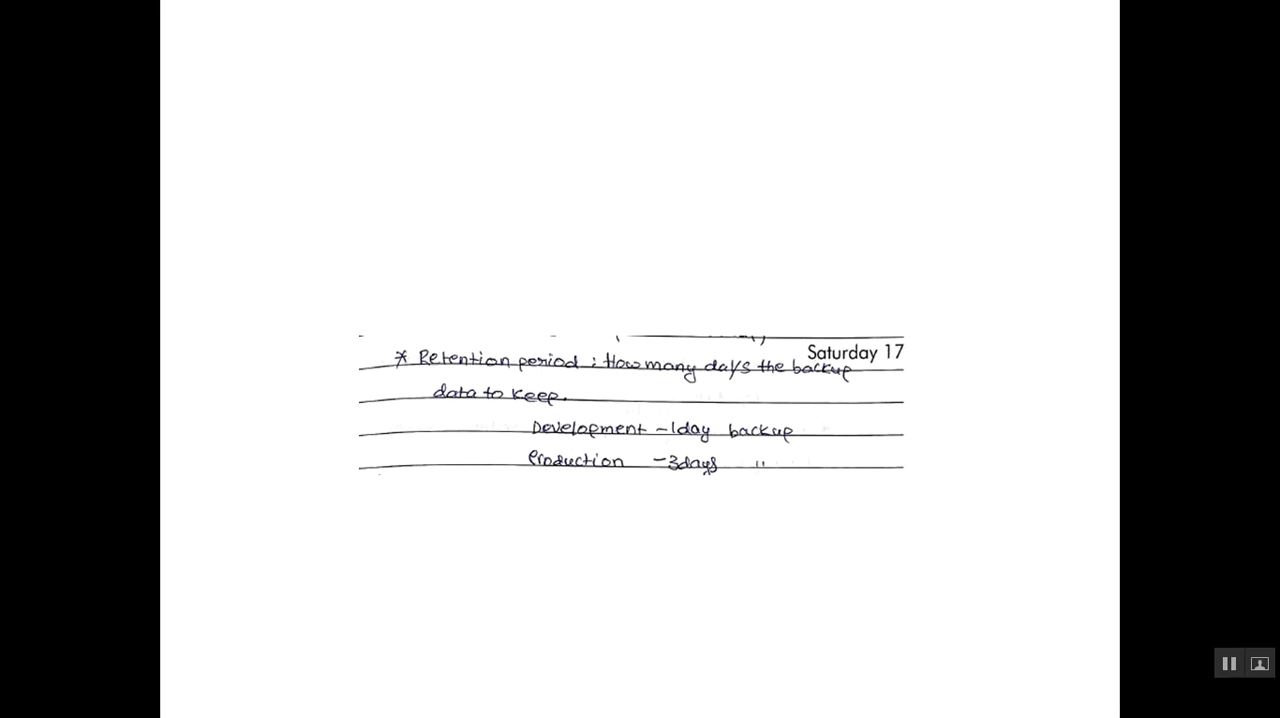 Saturday 17
* Retention period : How many days the backup
data to keep.
Development - 1day backup
Production - 3days "